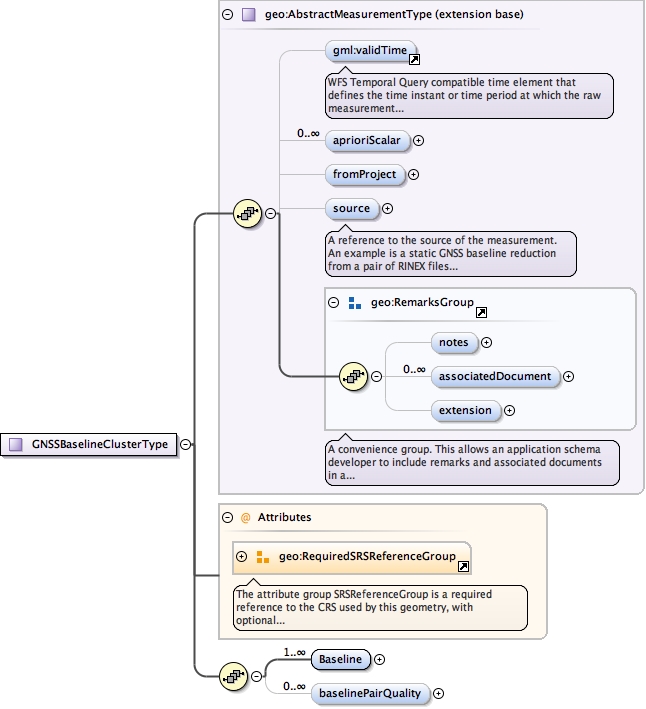 geo:AbstractMeasurementType (extension base)
gml:validTime
WFS Temporal Query compatible time element that
defines the time instant or time period at which the raw
measurement...
0..∞
aprioriScalar
fromProject
source
A reference to the source of the measurement.
An example is a static GNSS baseline reduction
from a pair of RINEX files...
geo:RemarksGroup
notes
0..∞
associatedDocument
extension
A convenience group. This allows an application schema
developer to include remarks and associated documents
in a...
GNSSBaselineClusterType
@ Attributes
geo:RequiredSRSReferenceGroup
The attribute group SRSReferenceGroup is a required
reference to the CRS used by this geometry, with
optional...
1..∞
Baseline
0..∞
baselinePairQuality